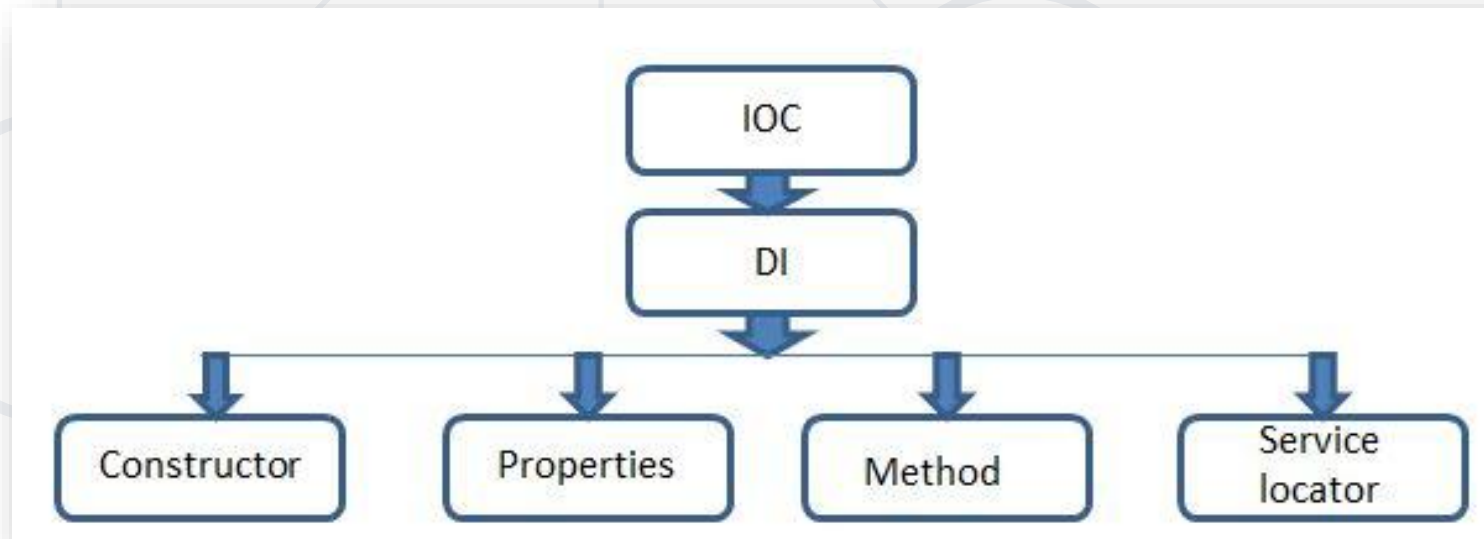 IOC
DI
Constructor
Properties
Method
Service
locator